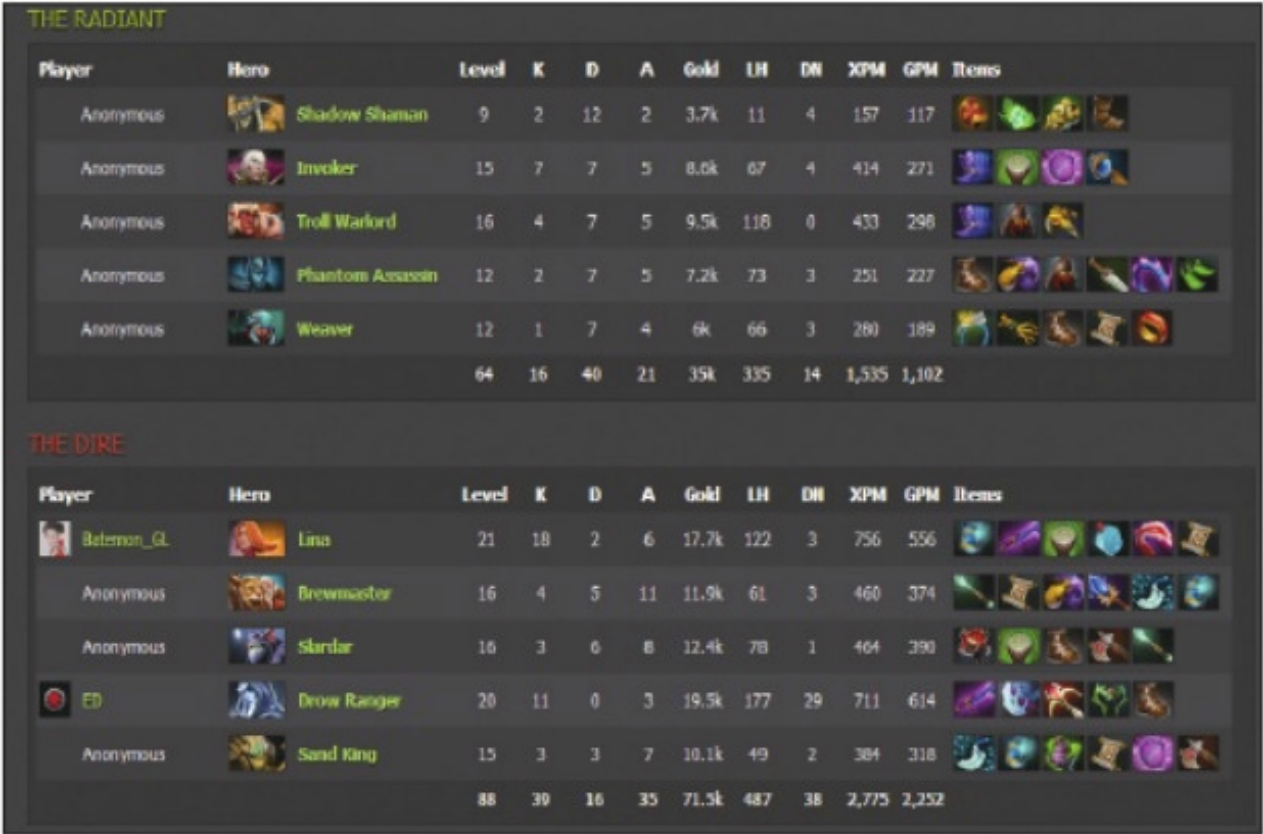 THE RADIANT
Player Hero Level K D A Gold LH DN XPM GPM Items
Anonymous Shadow Shaman 9 2 12 2 3.7k 11 4 157 117
Anonymous Invoker 15 7 7 5 8.6k 67 4 414 271
Anonymous Troll Warlord 16 4 7 5 9.5k 118 0 433 298
Anonymous Phantom Assassin 12 2 7 5 7.2k 73 3 251 227
Anonymous Weaver 12 1 7 4 6k 66 3 280 189
64 16 40 21 35k 335 14 1,535 1,102
THE DIRE
Player Hero Level K D A Gold LH DN XPM GPM Items
Batemon_GL Lina 21 18 2 6 17.7k 122 3 756 556
Anonymous Brewmaster 16 4 5 11 11.9k 61 3 460 374
Anonymous Slardar 16 3 6 8 12.4k 78 1 464 390
ED Drow Ranger 20 11 0 3 19.5k 177 29 711 614
Anonymous Sand King 15 3 3 7 10.1k 49 2 384 318
88 39 16 35 71.5k 487 38 2,775 2,252